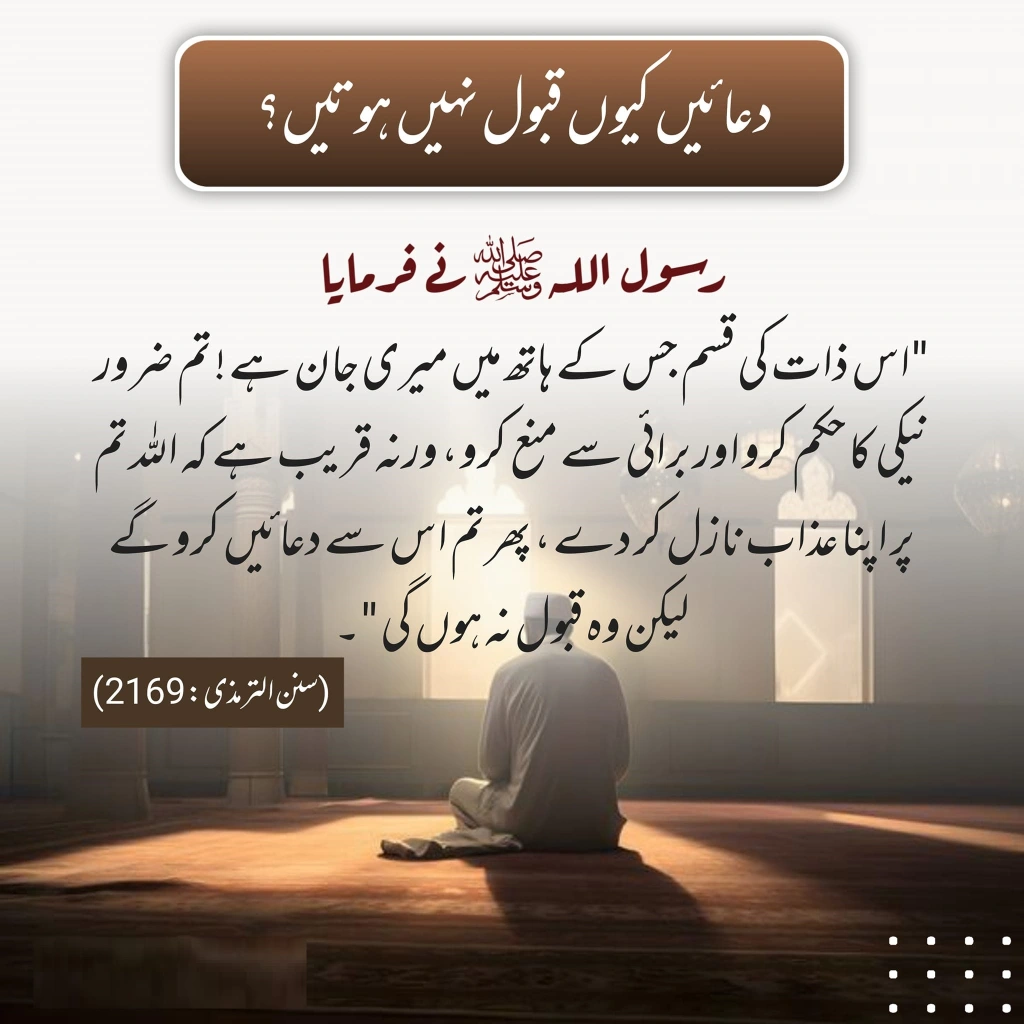 دعائیں کیوں قبول نہیں ہوتیں؟
رسول اللہ ﷺ نے فرمایا
"اس ذات کی قسم جس کے ہاتھ میں میری جان ہے! تم ضرور
نیکی کا حکم کرو اور برائی سے منع کرو، ورنہ قریب ہے کہ اللہ تم
پر اپنا عذاب نازل کر دے، پھر تم اس سے دعائیں کرو گے
لیکن وہ قبول نہ ہوں گی"۔
(سنن الترمذی: 2169)